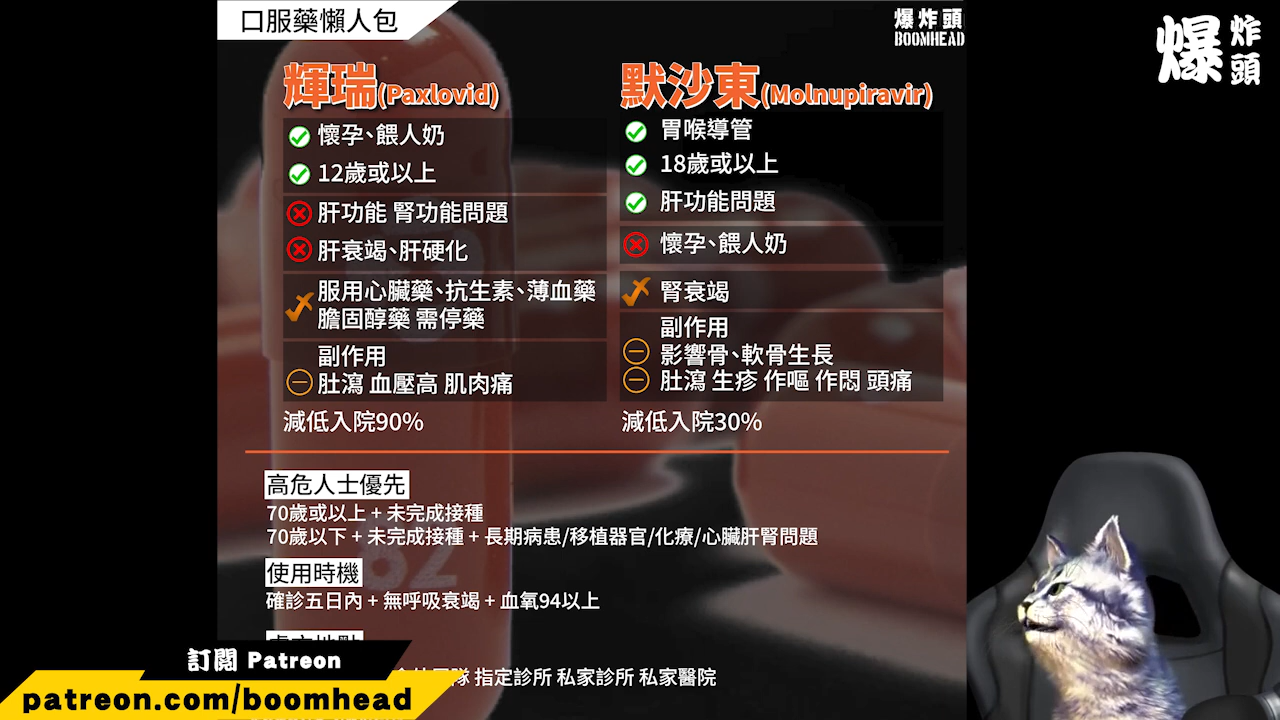 口服藥懶人包
爆炸頭
BOOMHEAD
爆炸頭
輝瑞(Paxlovid)
懷孕、餵人奶
12歲或以上
肝功能 腎功能問題
肝衰竭、肝硬化
服用心臟藥、抗生素、薄血藥
膽固醇藥 需停藥
副作用
肚瀉 血壓高 肌肉痛
減低入院90%
默沙東(Molnupiravir)
胃喉導管
18歲或以上
肝功能問題
懷孕、餵人奶
腎衰竭
副作用
影響骨、軟骨生長
肚瀉 生疹 作嘔 作悶 頭痛
減低入院30%
高危人士優先
70歲或以上 + 未完成接種
70歲以下 + 未完成接種 + 長期病患/移植器官/化療/心臟肝腎問題
使用時機
確診五日內 + 無呼吸衰竭 + 血氧94以上
隊 指定診所 私家診所 私家醫院
訂閱 Patreon
patreon.com/boomhead